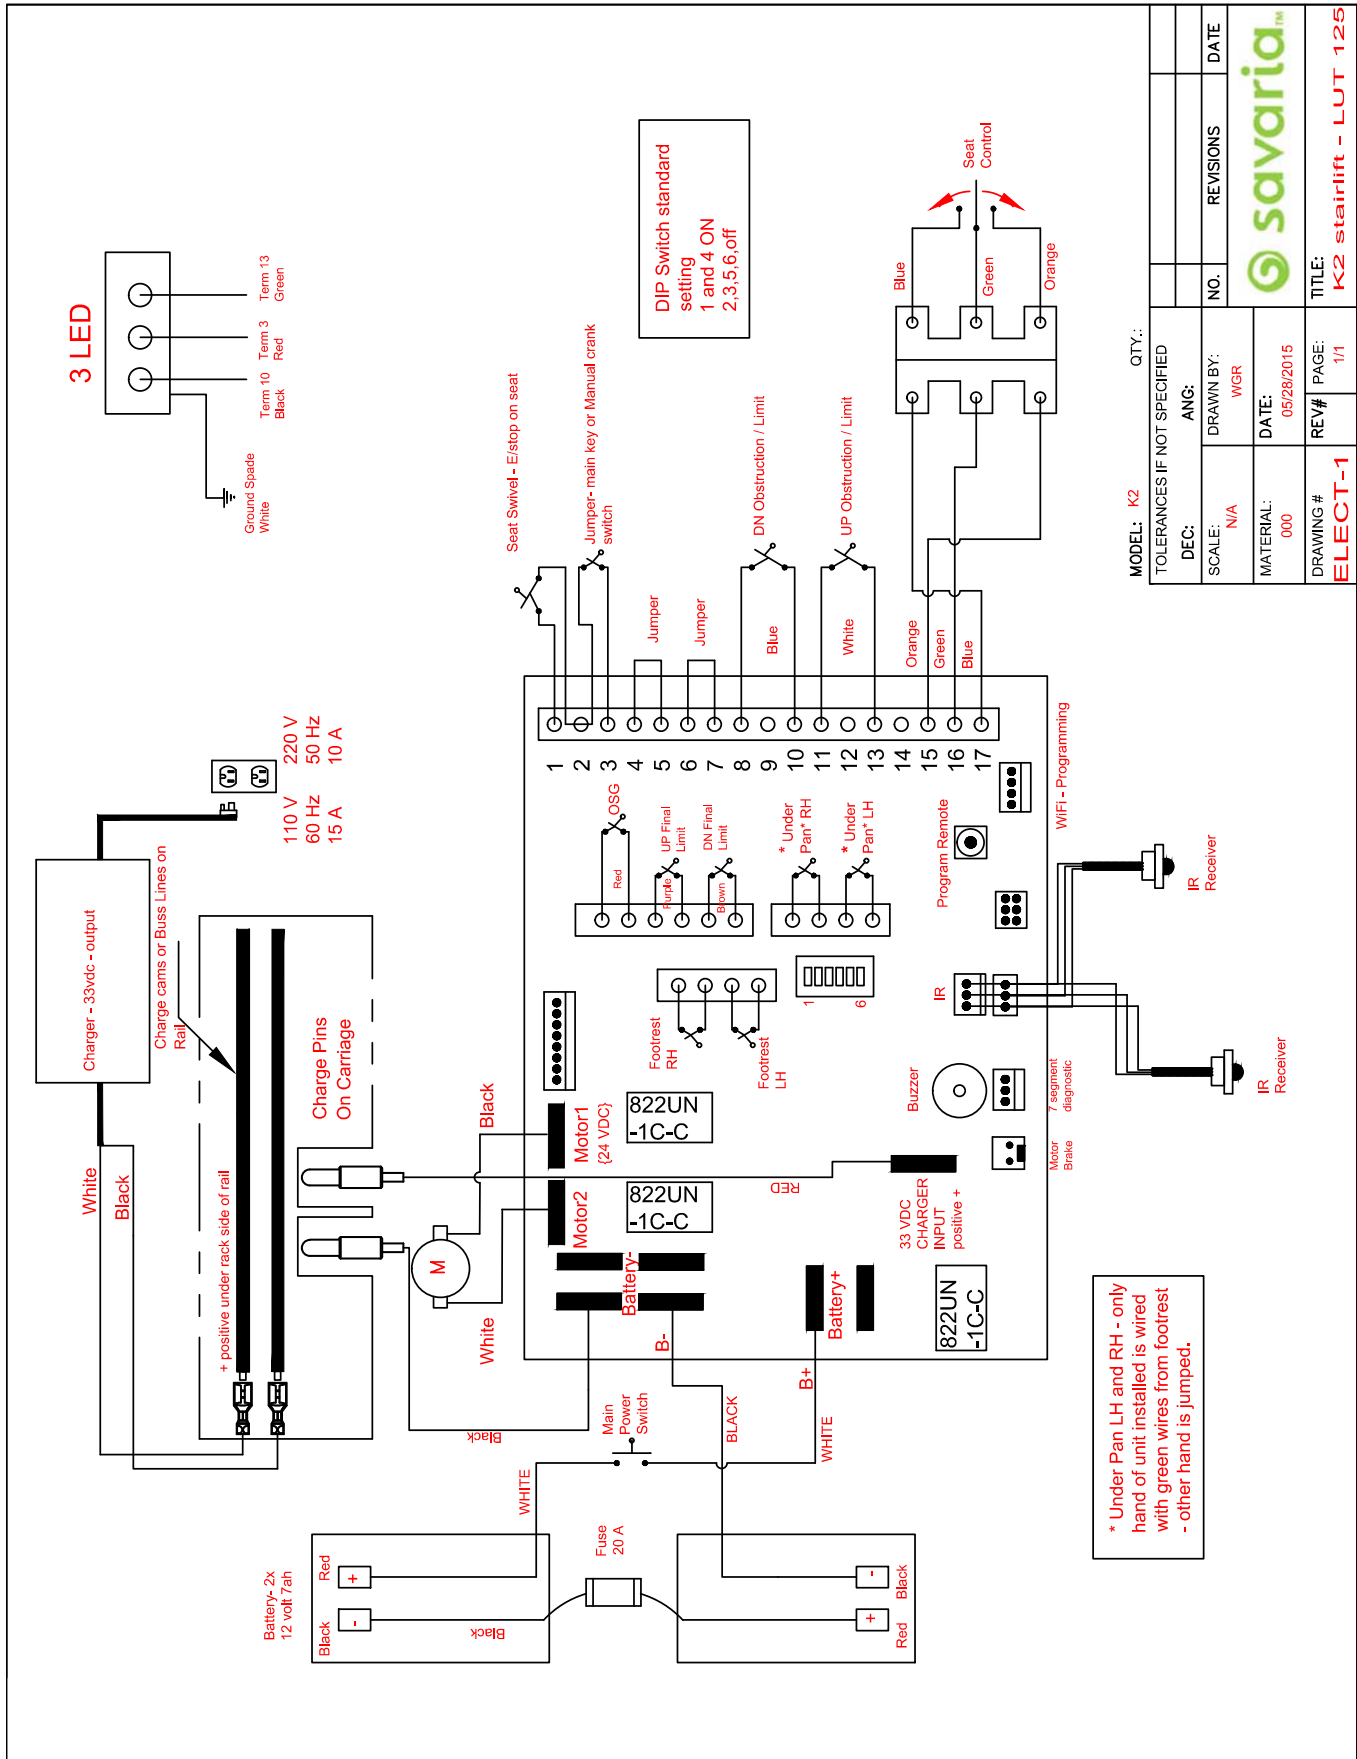 3 LED
Term 10
Black
Term 3
Red
Term 13
Green
Ground Spade
White
DIP Switch standard
setting
1 and 4 ON
2,3,5,6,off
Charger - 33vdc - output
110 V
60 Hz
15 A
220 V
50 Hz
10 A
White
Black
Charge cams or Buss Lines on
Rail
+ positive under rack side of rail
Charge Pins
On Carriage
Seat Swivel - E/stop on seat
Jumper- main key or Manual crank
switch
Jumper
Jumper
DN Obstruction / Limit
Blue
UP Obstruction / Limit
White
Orange
Green
Blue
Blue
Green
Orange
Seat
Control
1
2
3
4
5
6
7
8
9
10
11
12
13
14
15
16
17
OSG
Red
UP Final
Limit
Purple
DN Final
Limit
Brown
* Under
Pan* RH
* Under
Pan* LH
Footrest
RH
Footrest
LH
1
6
Program Remote
WiFi - Programming
IR
IR
Receiver
IR
Receiver
Buzzer
7 segment
diagnostic
Motor
Brake
Motor1
{24 VDC}
Motor2
822UN
-1C-C
822UN
-1C-C
822UN
-1C-C
Black
White
M
RED
33 VDC
CHARGER
INPUT
positive +
Battery-
Battery+
B-
B+
Black
BLACK
WHITE
Main
Power
Switch
WHITE
Battery- 2x
12 volt 7ah
Black
Red
-
+
Black
Fuse
20 A
+
-
Red
Black
* Under Pan LH and RH - only
hand of unit installed is wired
with green wires from footrest
- other hand is jumped.
MODEL: K2 QTY.:
TOLERANCES IF NOT SPECIFIED
DEC: ANG:
SCALE: N/A
DRAWN BY: WGR
MATERIAL: 000
DATE: 05/28/2015
DRAWING # ELECT-1
REV#
PAGE: 1/1
NO. REVISIONS DATE
savaria™
TITLE:
K2 stairlift - LUT 125